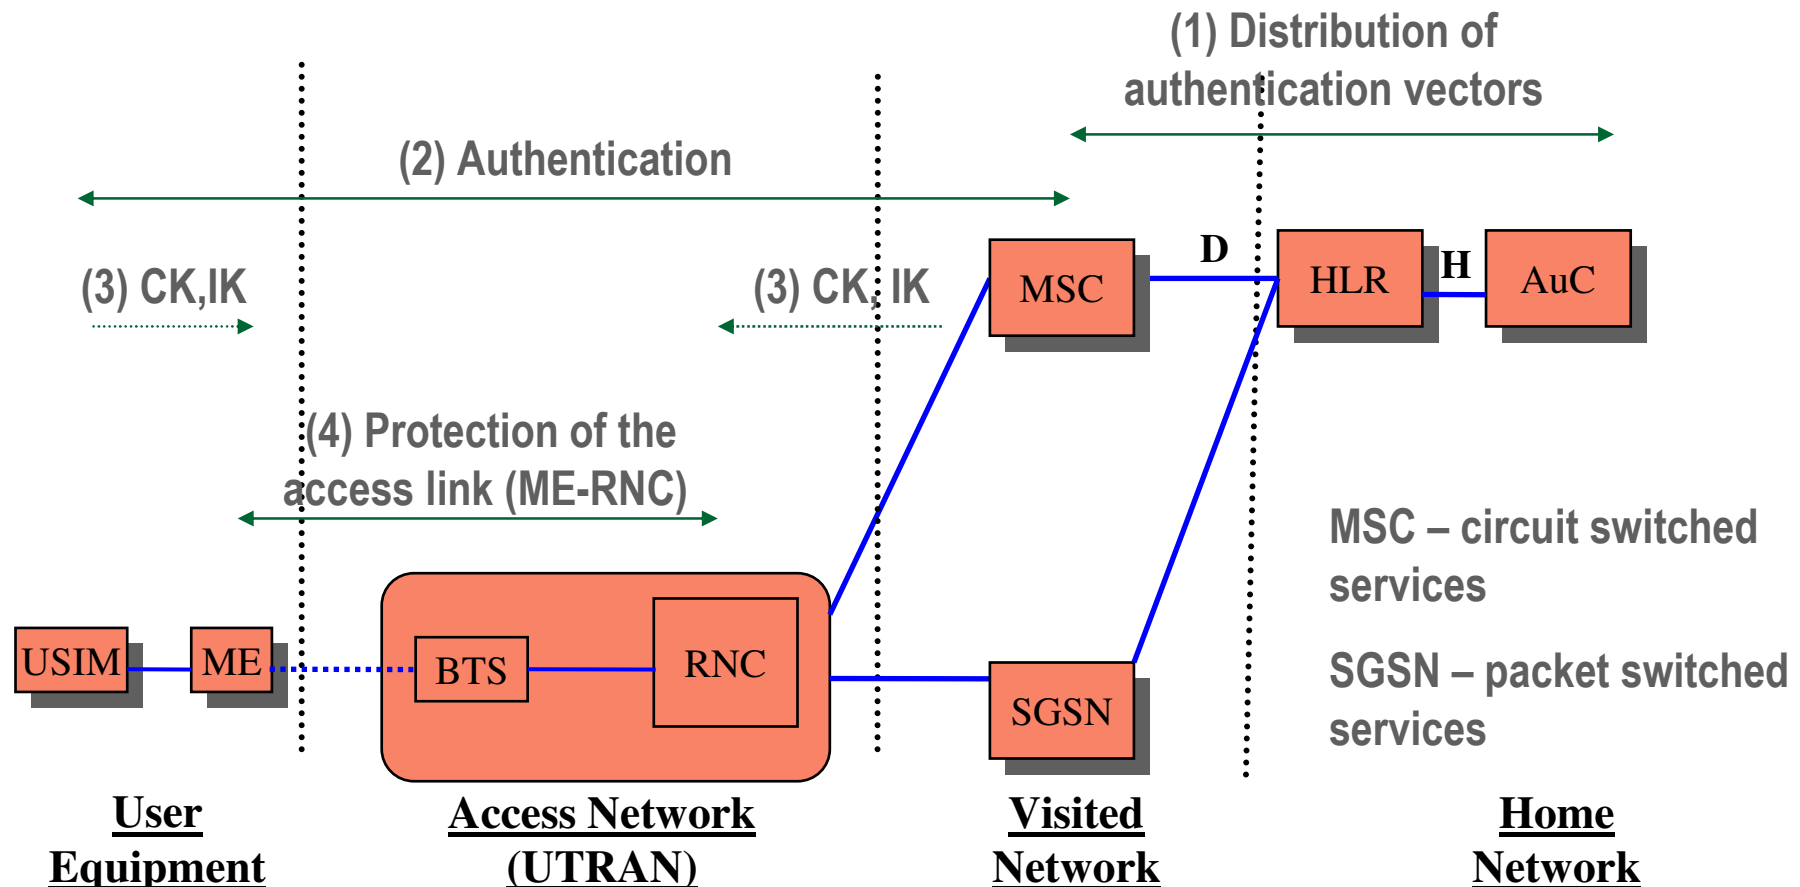 (1) Distribution of
authentication vectors
(2) Authentication
(3) CK,IK
(3) CK, IK
MSC
D
HLR
H
AuC
(4) Protection of the
access link (ME-RNC)
MSC – circuit switched
services
SGSN – packet switched
services
USIM
ME
BTS
RNC
SGSN
User
Equipment
Access Network
(UTRAN)
Visited
Network
Home
Network